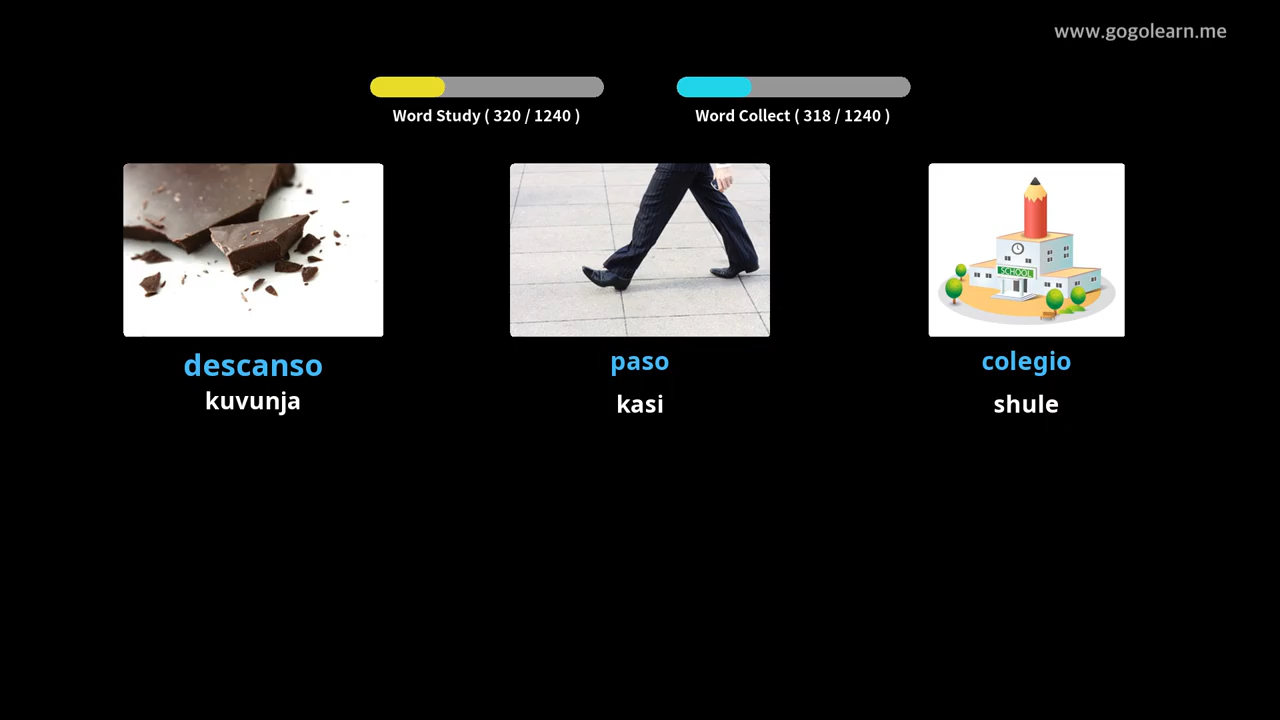 www.gogolearn.me
Word Study ( 320 / 1240 )
Word Collect ( 318 / 1240 )
SCHOOL
descanso
kuvunja
paso
kasi
colegio
shule